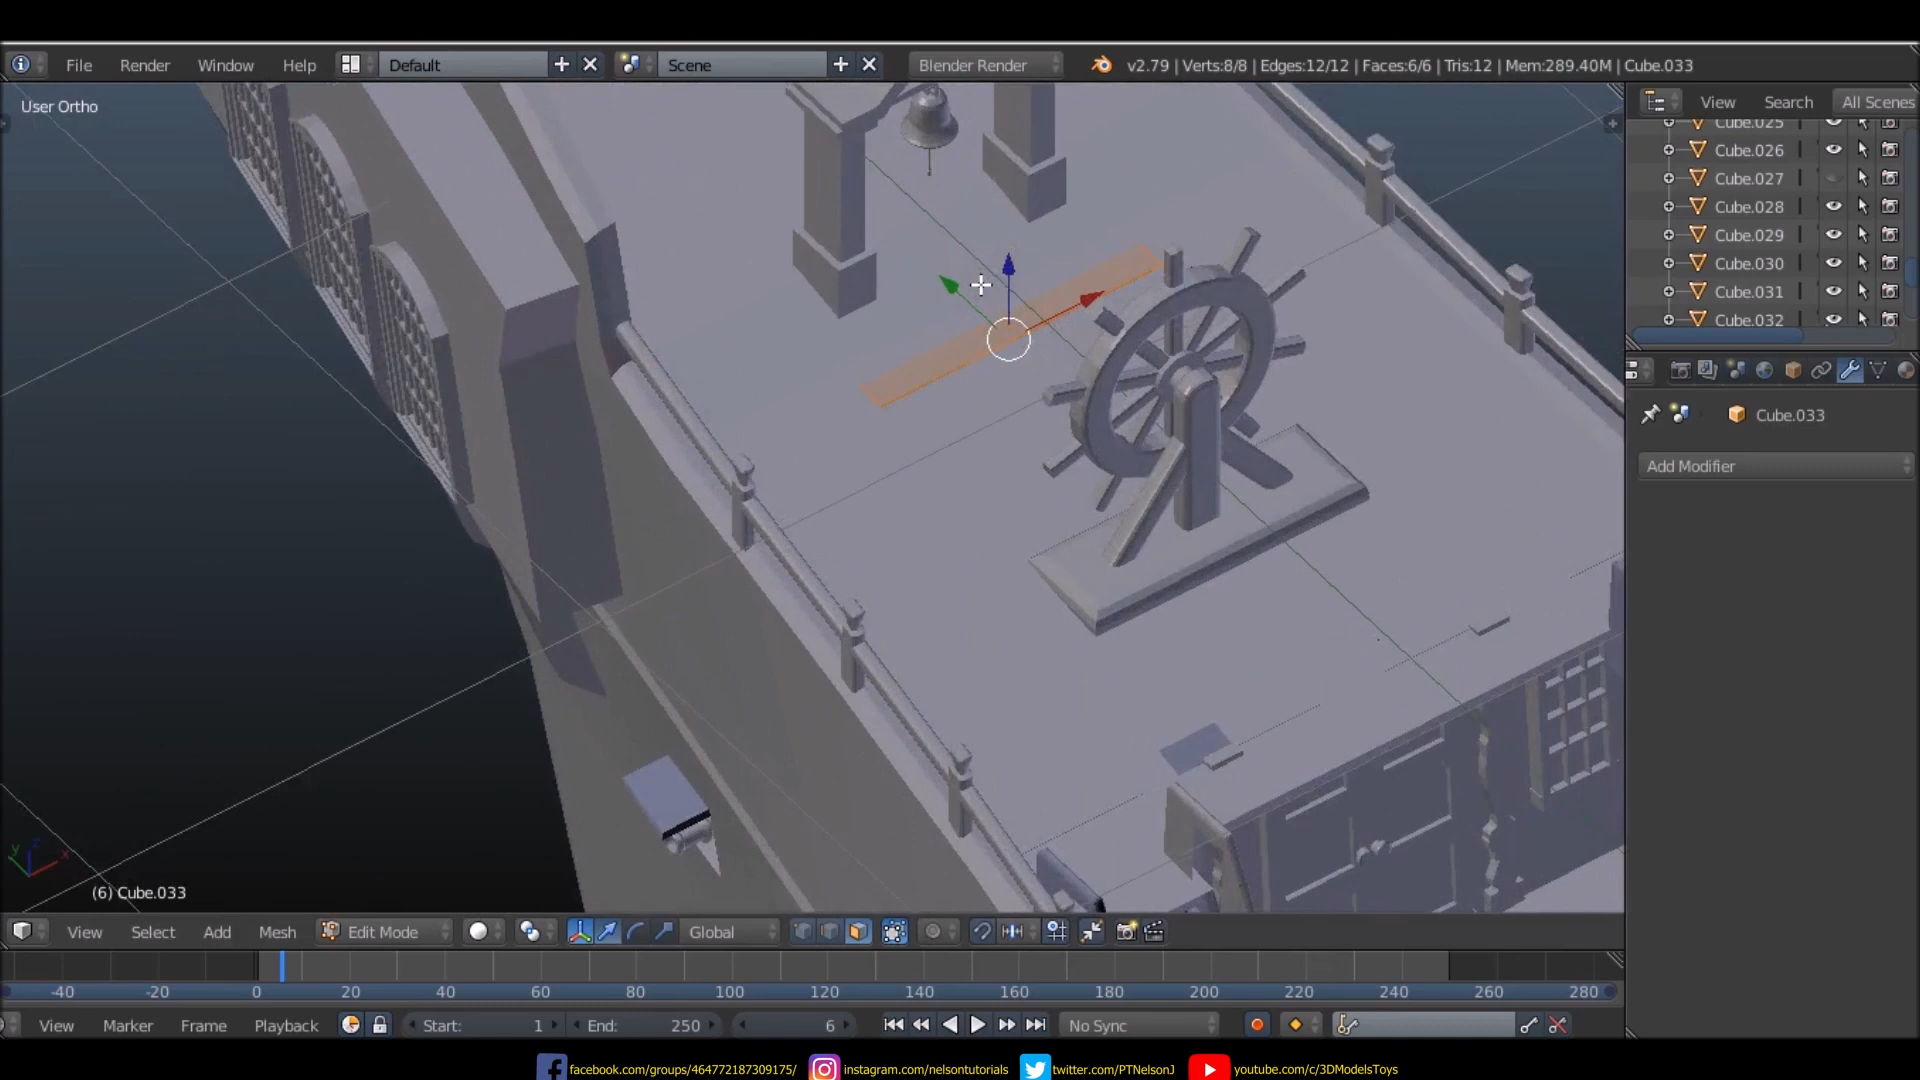 File Render Window Help Default Scene Blender Render v2.79 | Verts:8/8 | Edges:12/12 | Faces:6/6 | Tris:12 | Mem:289.40M | Cube.033
User Ortho
View Search All Scenes
Cube.025
Cube.026
Cube.027
Cube.028
Cube.029
Cube.030
Cube.031
Cube.032
Cube.033
Add Modifier
y z x
(6) Cube.033
View Select Add Mesh Edit Mode Global
-40 -20 0 20 40 60 80 100 120 140 160 180 200 220 240 260 280
View Marker Frame Playback Start: 1 End: 250 6 No Sync
facebook.com/groups/464772187309175/ instagram.com/nelsontutorials twitter.com/PTNelsonJ youtube.com/c/3DModelsToys